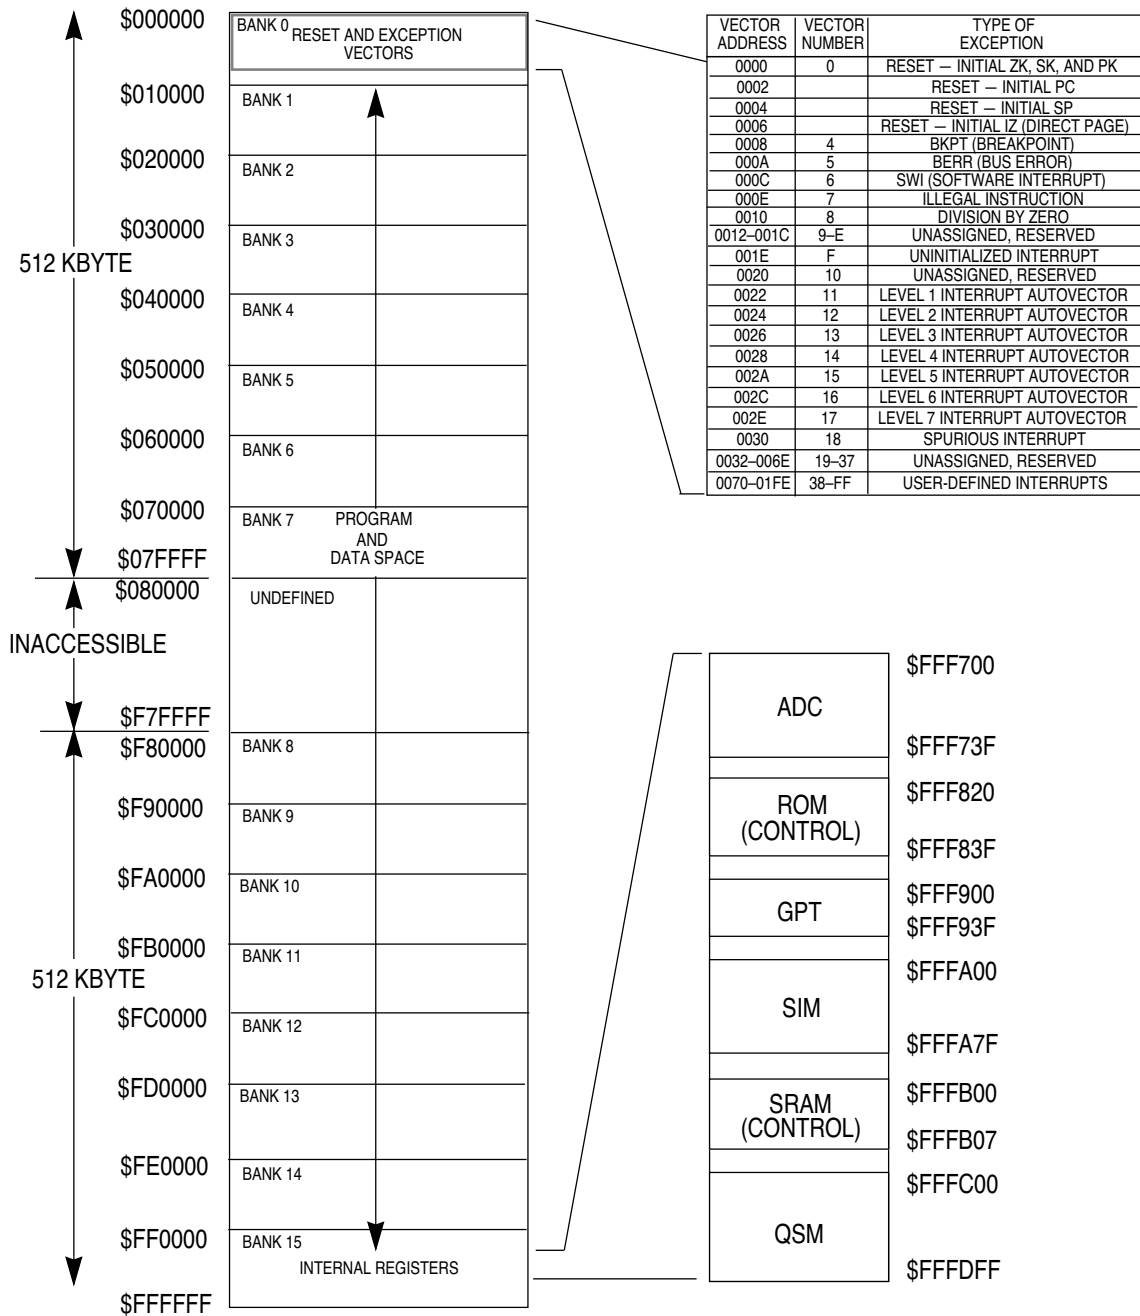 $000000
BANK 0
RESET AND EXCEPTION
VECTORS
$010000
BANK 1
$020000
BANK 2
$030000
BANK 3
512 KBYTE
$040000
BANK 4
$050000
BANK 5
$060000
BANK 6
$070000
BANK 7
PROGRAM
AND
DATA SPACE
$07FFFF
$080000
UNDEFINED
INACCESSIBLE
$F7FFFF
$F80000
BANK 8
$F90000
BANK 9
$FA0000
BANK 10
$FB0000
BANK 11
512 KBYTE
$FC0000
BANK 12
$FD0000
BANK 13
$FE0000
BANK 14
$FF0000
BANK 15
INTERNAL REGISTERS
$FFFFFF
VECTOR ADDRESS VECTOR NUMBER TYPE OF EXCEPTION
0000 0 RESET — INITIAL ZK, SK, AND PK
0002 RESET — INITIAL PC
0004 RESET — INITIAL SP
0006 RESET — INITIAL IZ (DIRECT PAGE)
0008 4 BKPT (BREAKPOINT)
000A 5 BERR (BUS ERROR)
000C 6 SWI (SOFTWARE INTERRUPT)
000E 7 ILLEGAL INSTRUCTION
0010 8 DIVISION BY ZERO
0012–001C 9–E UNASSIGNED, RESERVED
001E F UNINITIALIZED INTERRUPT
0020 10 UNASSIGNED, RESERVED
0022 11 LEVEL 1 INTERRUPT AUTOVECTOR
0024 12 LEVEL 2 INTERRUPT AUTOVECTOR
0026 13 LEVEL 3 INTERRUPT AUTOVECTOR
0028 14 LEVEL 4 INTERRUPT AUTOVECTOR
002A 15 LEVEL 5 INTERRUPT AUTOVECTOR
002C 16 LEVEL 6 INTERRUPT AUTOVECTOR
002E 17 LEVEL 7 INTERRUPT AUTOVECTOR
0030 18 SPURIOUS INTERRUPT
0032–006E 19–37 UNASSIGNED, RESERVED
0070–01FE 38–FF USER-DEFINED INTERRUPTS
$FFF700
ADC
$FFF73F
$FFF820
ROM
(CONTROL)
$FFF83F
$FFF900
GPT
$FFF93F
$FFFA00
SIM
$FFFA7F
$FFFB00
SRAM
(CONTROL)
$FFFB07
$FFFC00
QSM
$FFFDFF